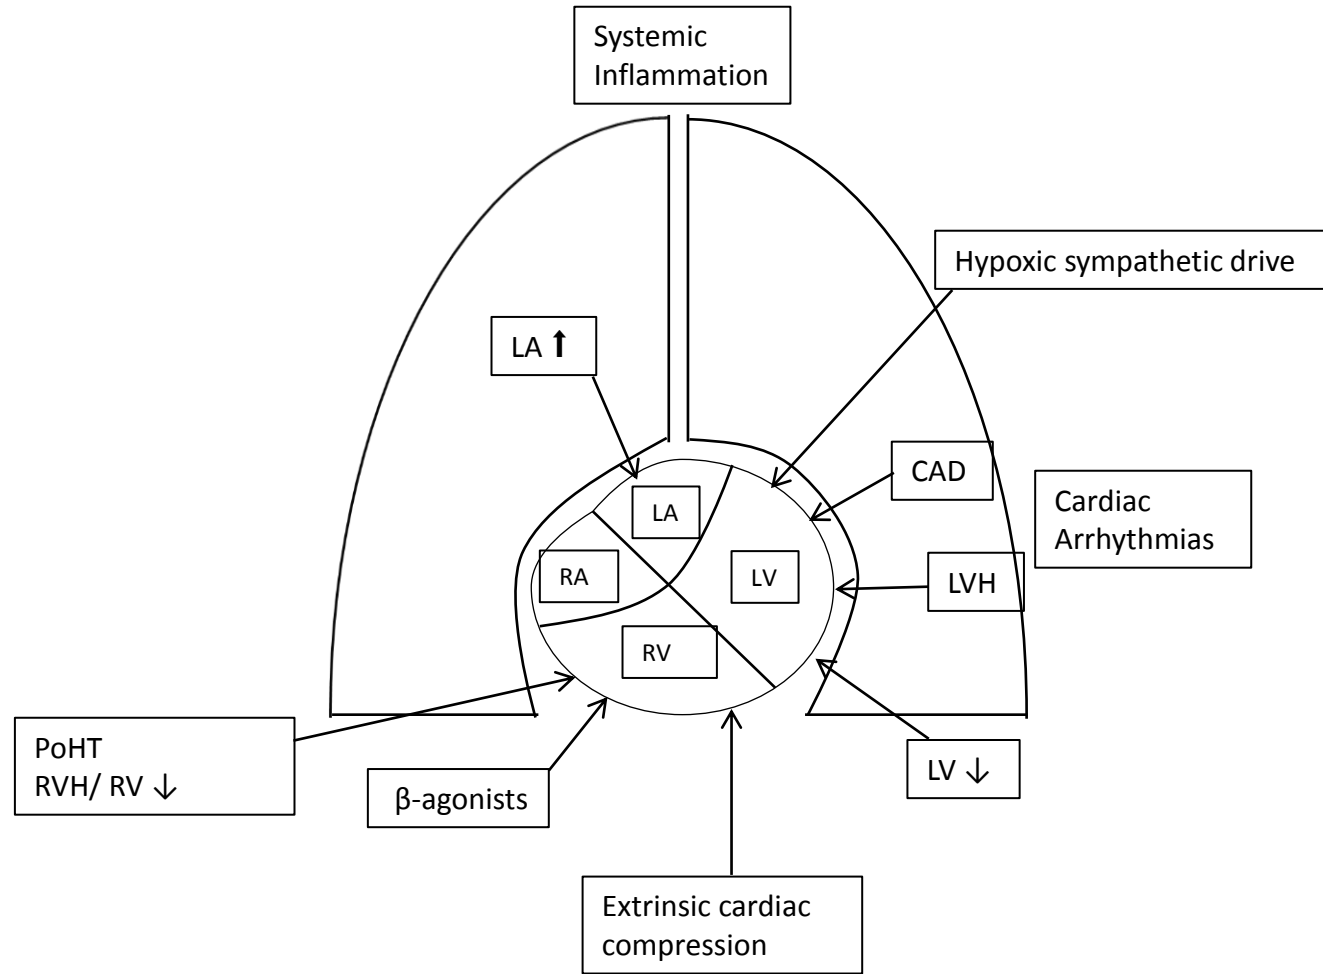 Systemic
Inflammation
Hypoxic sympathetic drive
LA ⬆
CAD
Cardiac
Arrhythmias
LA
RA
LV
LVH
RV
PoHT
RVH/ RV ↓
β-agonists
LV ↓
Extrinsic cardiac
compression